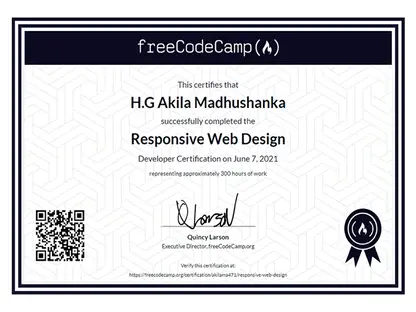 freeCodeCamp
This certifies that
H.G Akila Madhushanka
successfully completed the
Responsive Web Design
Developer Certification on June 7, 2021
representing approximately 300 hours of work
Quincy Larson
Executive Director, freeCodeCamp.org
Verify this certification at:
https://freecodecamp.org/certification/akilama471/responsive-web-design